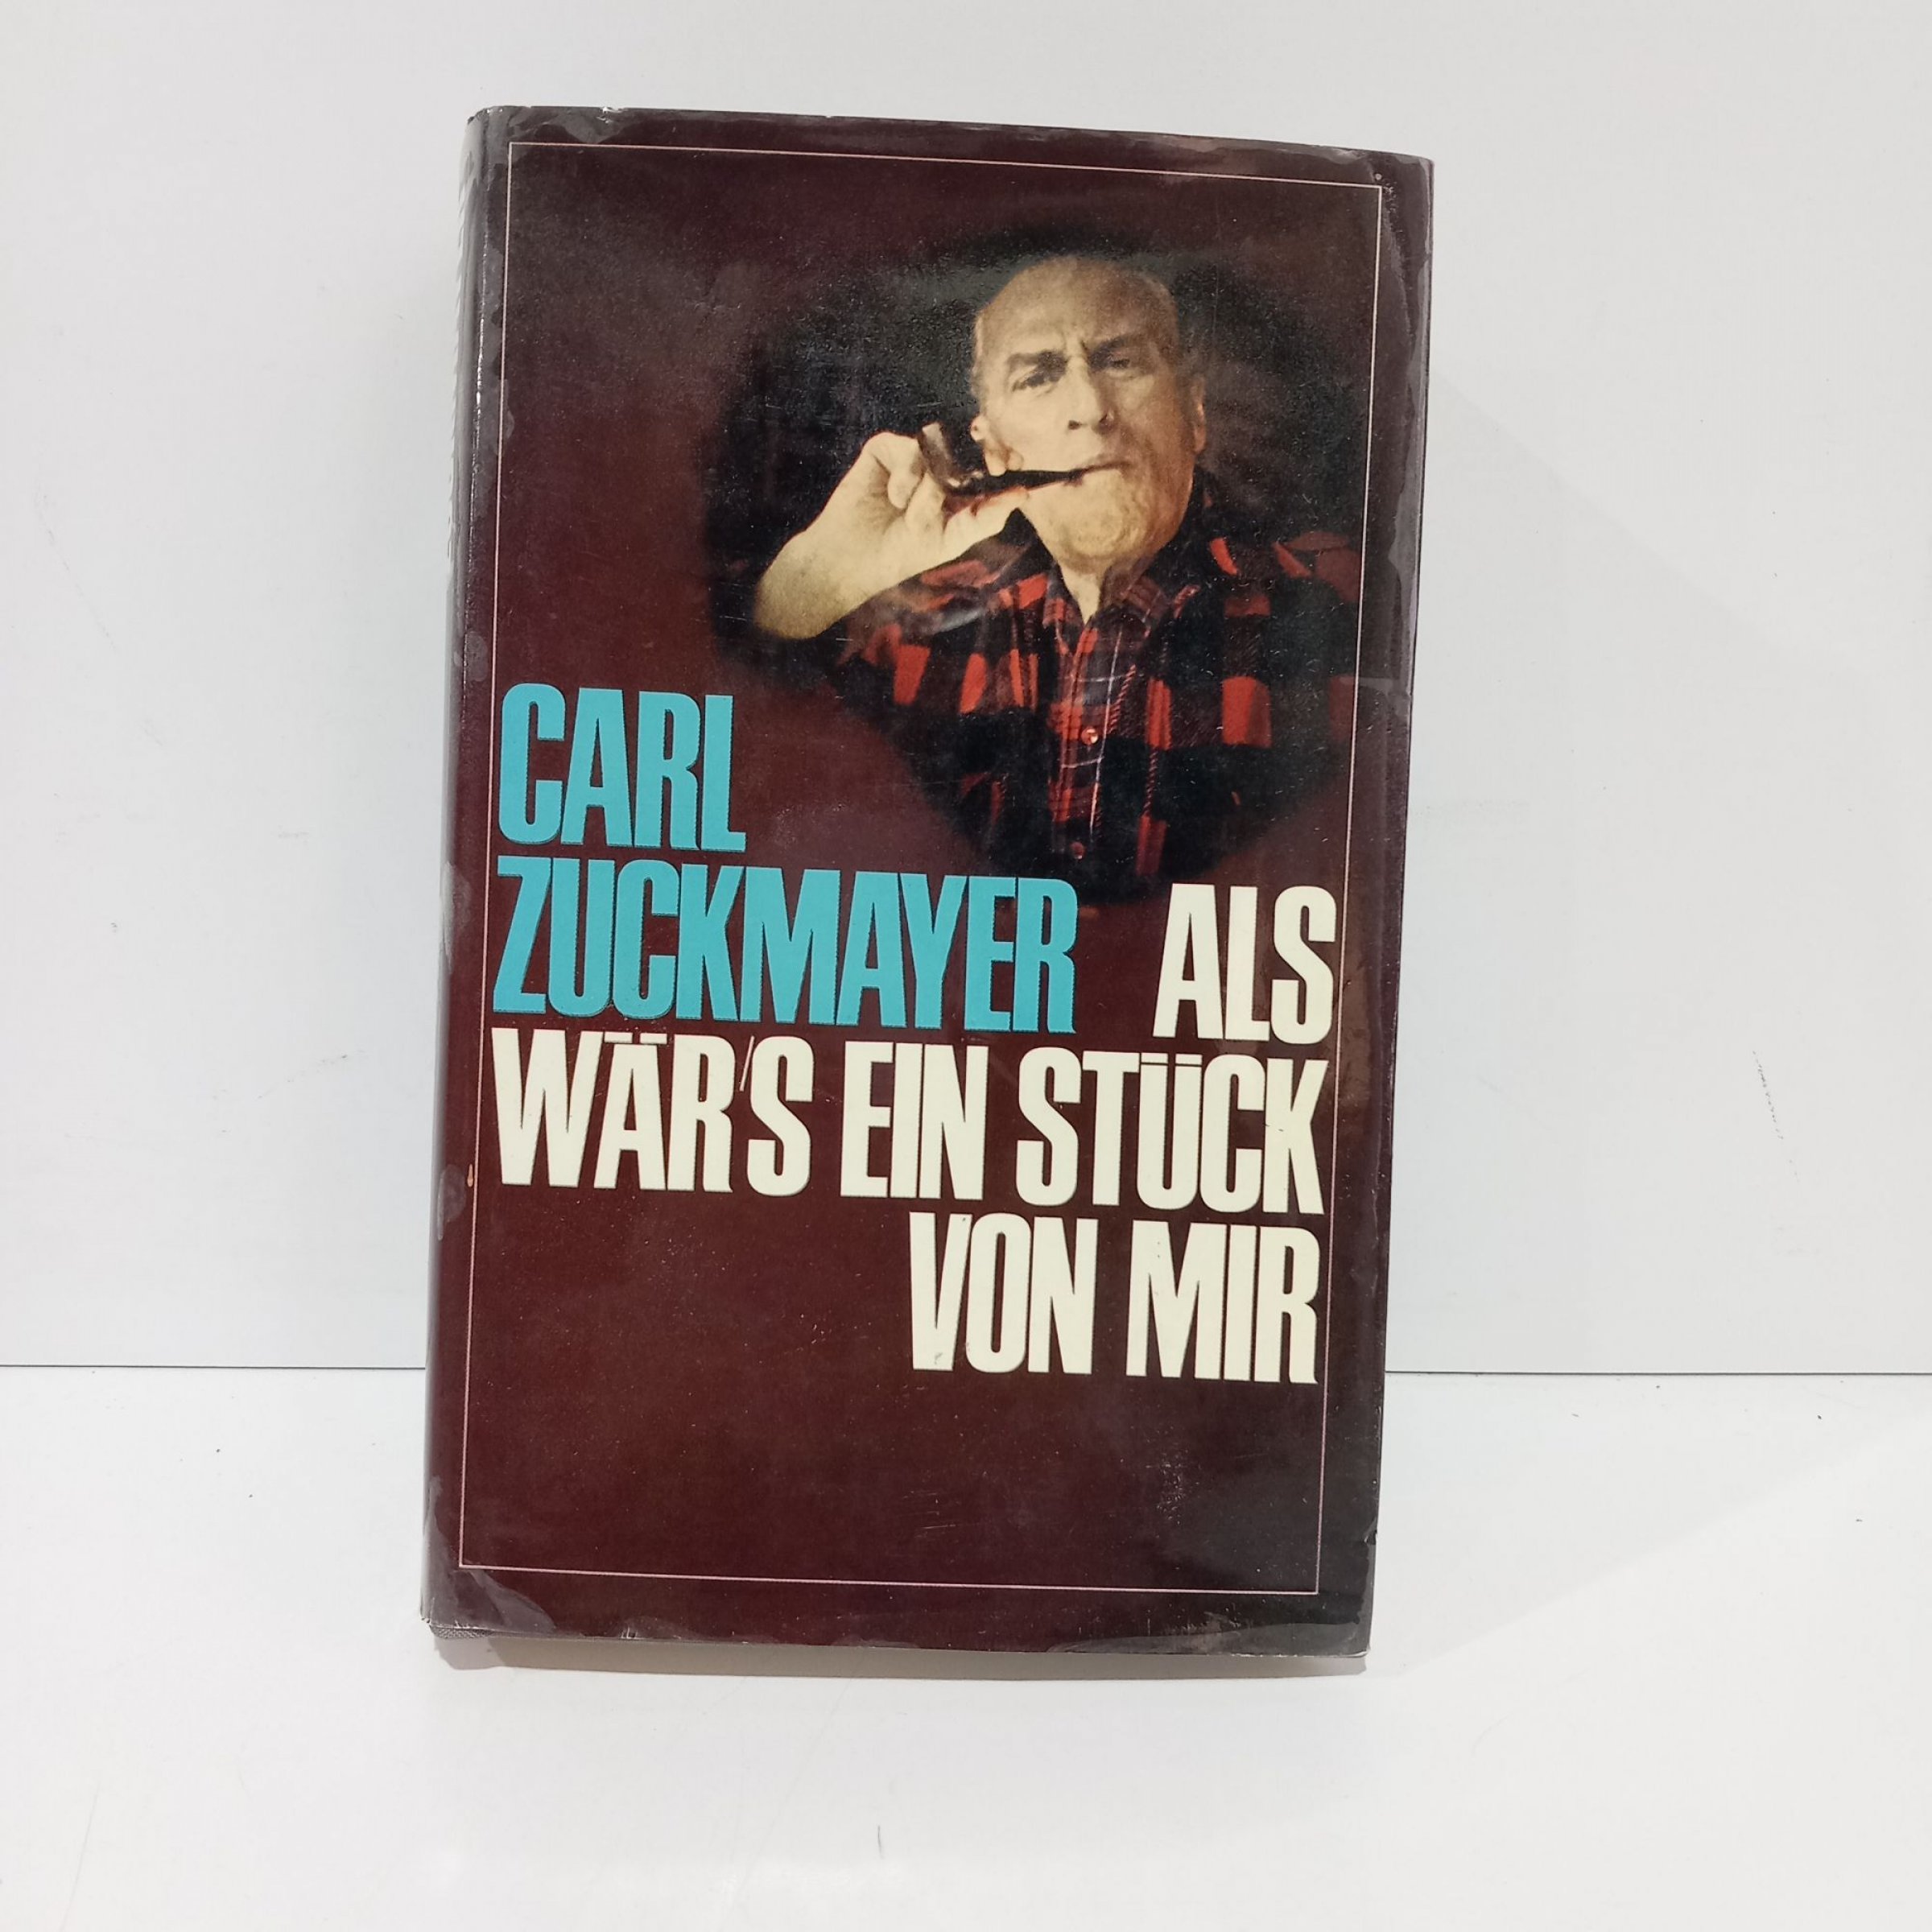 CARL
ZUCKMAYER ALS
WÄR'S EIN STÜCK
VON MIR